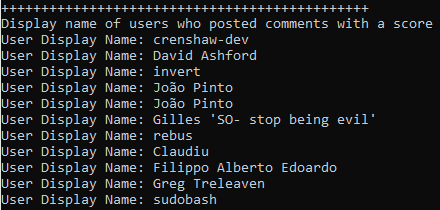 ++++++++++++++++++++++++++++++++++++++++++++++
Display name of users who posted comments with a score
User Display Name: crenshaw-dev
User Display Name: David Ashford
User Display Name: invert
User Display Name: João Pinto
User Display Name: João Pinto
User Display Name: Gilles 'SO- stop being evil'
User Display Name: rebus
User Display Name: Claudiu
User Display Name: Filippo Alberto Edoardo
User Display Name: Greg Treleaven
User Display Name: sudobash